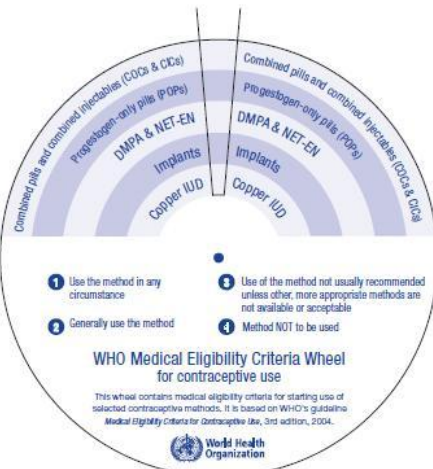 Combined pills and combined injectables (COCs & CICs)
Progestogen-only pills (POPs)
DMPA & NET-EN
Implants
Copper IUD
Combined pills and combined injectables (COCs & CICs)
Progestogen-only pills (POPs)
DMPA & NET-EN
Implants
Copper IUD
1 Use the method in any
circumstance
2 Generally use the method
3 Use of the method not usually recommended
unless other, more appropriate methods are
not available or acceptable
4 Method NOT to be used
WHO Medical Eligibility Criteria Wheel
for contraceptive use
This wheel contains medical eligibility criteria for starting use of
selected contraceptive methods. It is based on WHO's guideline
Medical Eligibility Criteria for Contraceptive Use, 3rd edition, 2004.
World Health
Organization